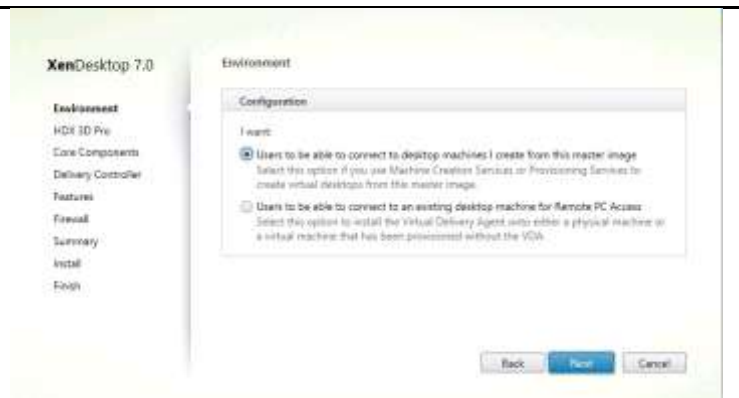 XenDesktop 7.0
Environment
HDX 3D Pro
Core Components
Delivery Controller
Features
Firewall
Summary
Install
Finish
Environment
Configuration
I want:
Users to be able to connect to desktop machines I create from this master image
Select this option if you use Machine Creation Services or Provisioning Services to
create virtual desktops from this master image.
Users to be able to connect to an existing desktop machine for Remote PC Access
Select this option to install the Virtual Delivery Agent onto either a physical machine or
a virtual machine that has been provisioned without the VDA.
Back
Next
Cancel